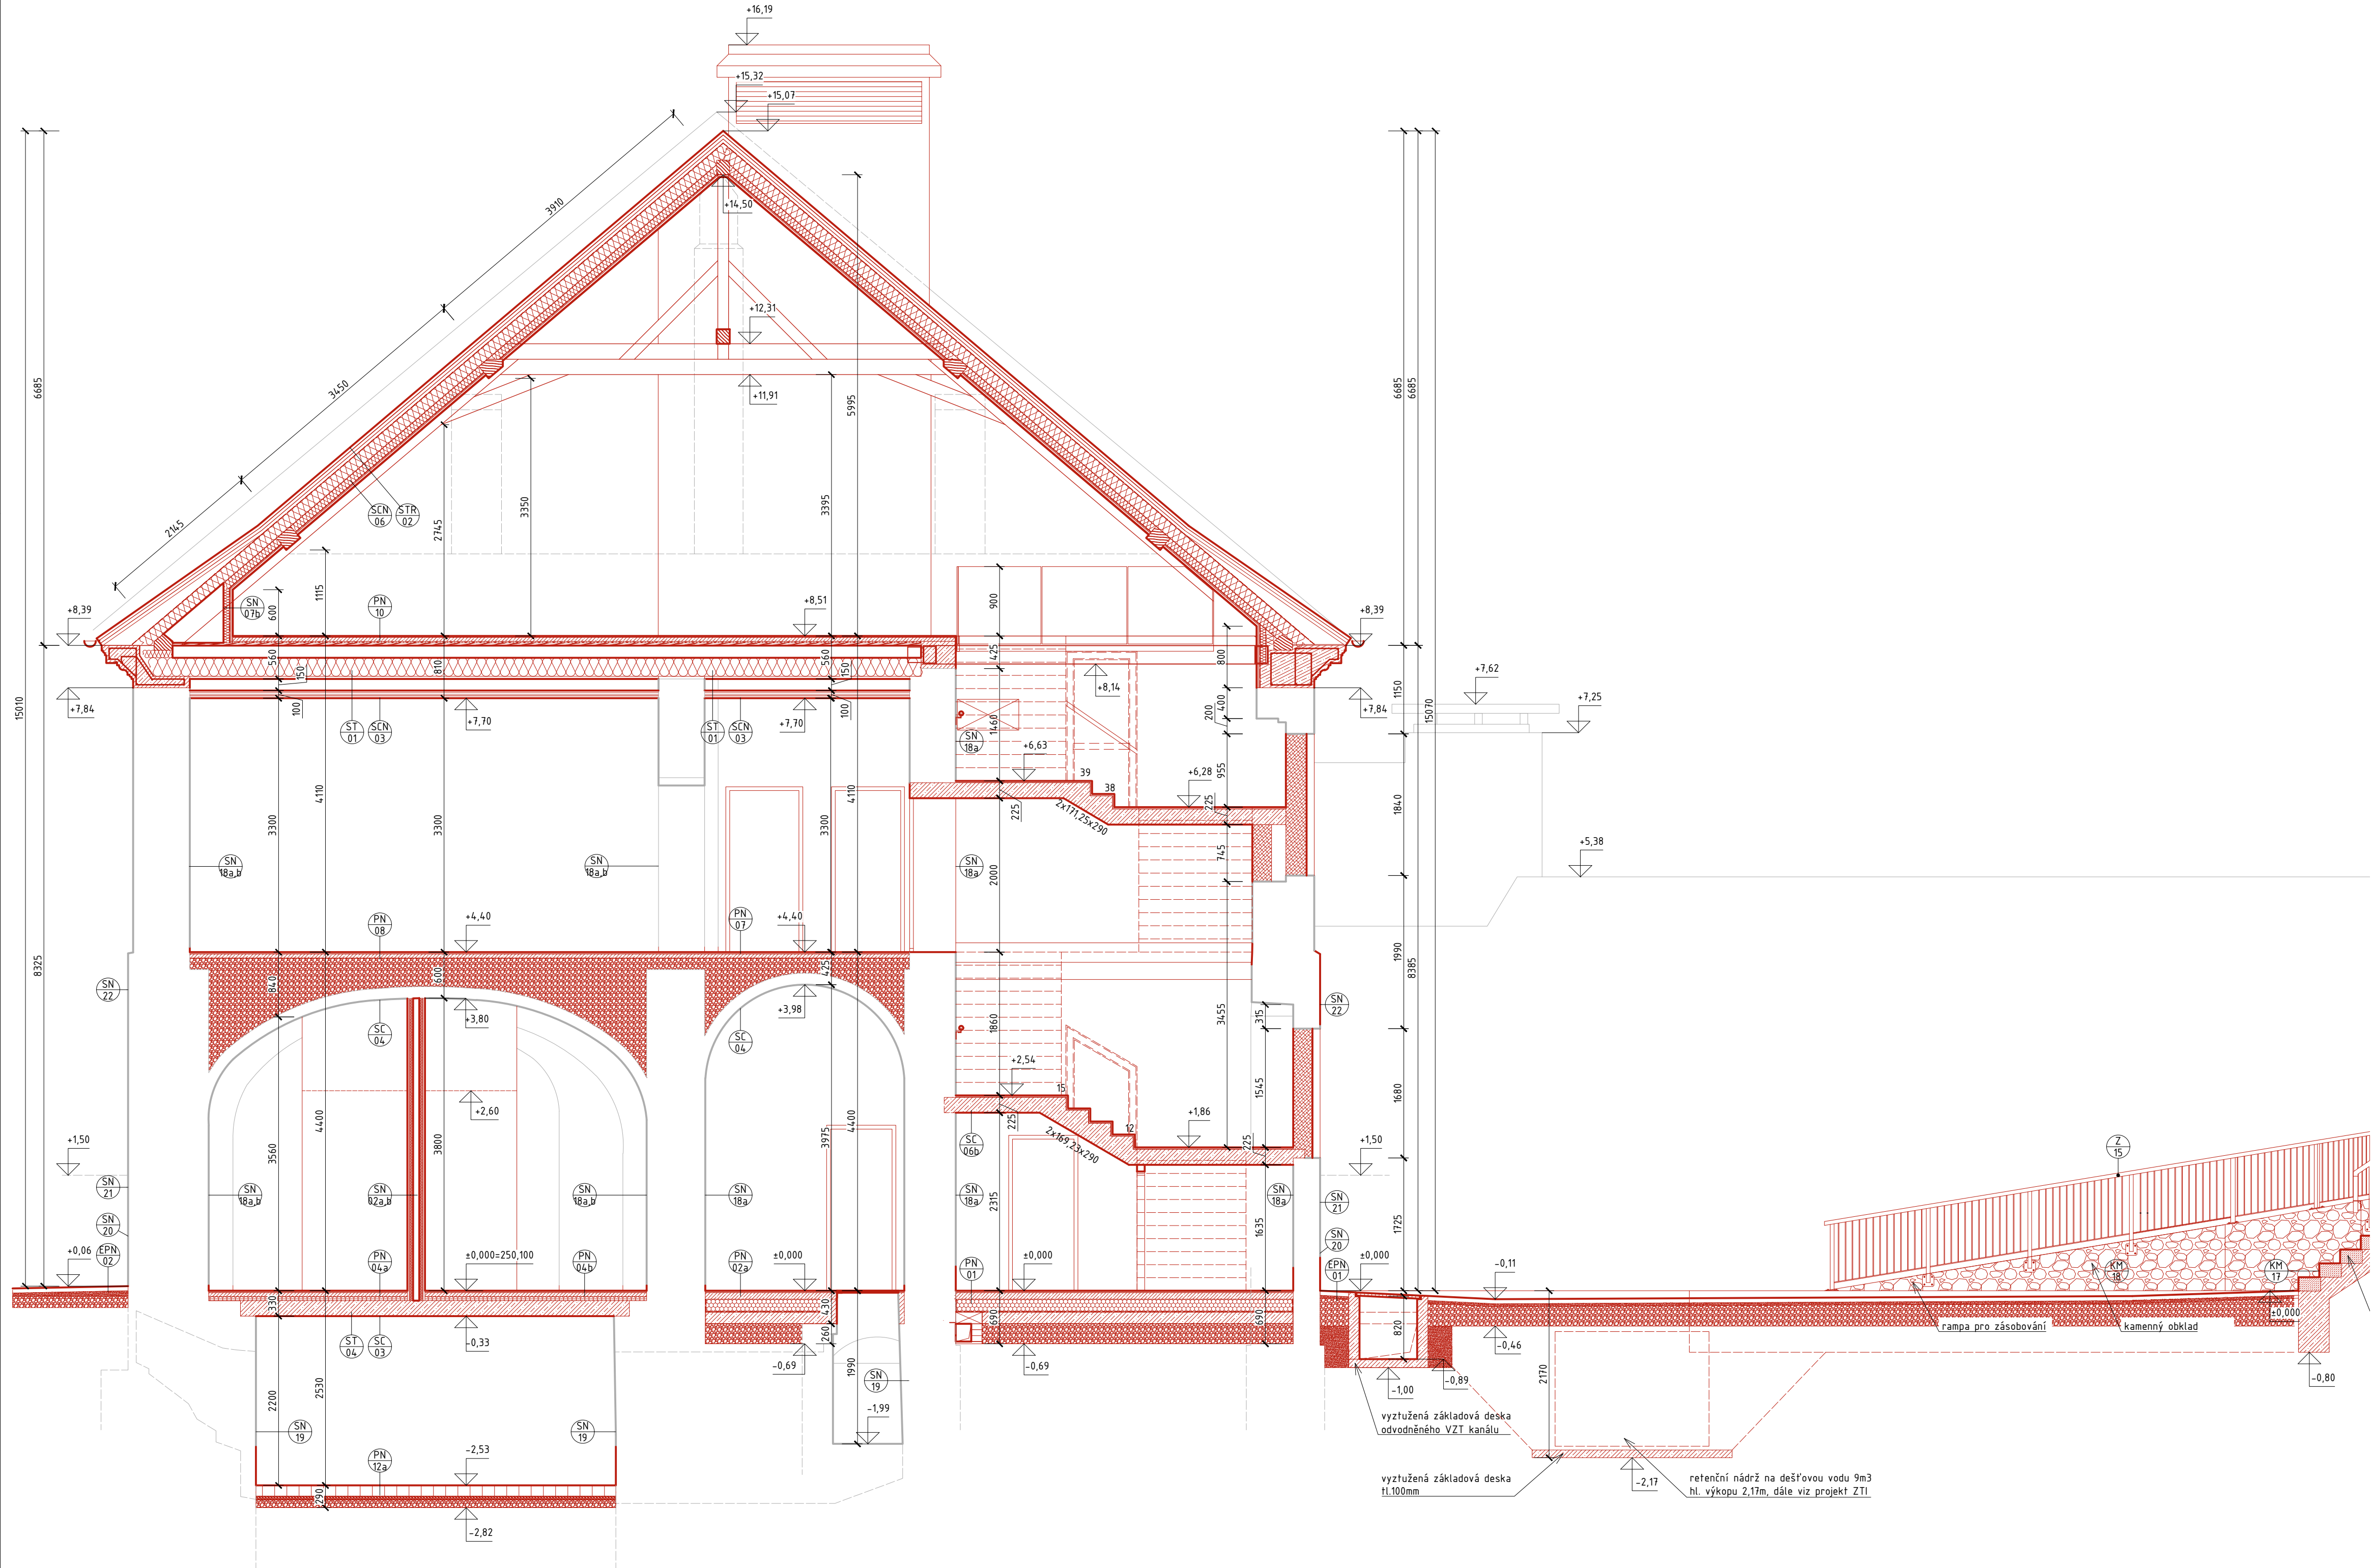 +16,19
+15,32
+15,07
+14,50
3910
+12,31
3450
+11,91
5995
6685
6685
6685
3350
3395
2745
SCN
06
STR
02
2145
1115
600
SN
07b
PN
10
+8,51
900
+8,39
+8,39
560
150
810
560
150
425
800
+8,14
+7,84
+7,84
1150
15010
15070
100
100
+7,70
+7,70
ST
01
SCN
03
ST
01
SCN
03
1460
SN
18a
200
400
+7,62
+7,25
+6,63
39
38
+6,28
955
225
225
2x171,25x290
1840
4110
3300
3300
3300
4110
745
2000
SN
18a,b
SN
18a,b
SN
18a
+5,38
PN
08
PN
07
+4,40
+4,40
8325
8385
1990
840
600
425
SN
22
SN
22
+3,80
+3,98
SC
04
SC
04
1860
3455
315
+2,54
15
12
+2,60
+1,86
225
225
2x169,23x290
SC
06b
1545
1680
4400
3560
3800
3975
4400
+1,50
+1,50
SN
21
SN
21
SN
20
SN
20
SN
18a,b
SN
02a,b
SN
18a,b
SN
18a
SN
18a
SN
18a
2315
1635
1725
Z
15
+0,06
EPN
02
PN
04a
±0,000=250,100
PN
04b
PN
02a
±0,000
PN
01
±0,000
EPN
01
±0,000
-0,11
KM
18
KM
17
±0,000
330
430
260
690
690
820
ST
04
SC
03
-0,33
-0,69
-0,69
-0,46
rampa pro zásobování
kamenný obklad
-0,80
-1,00
-0,89
2170
2200
2530
1990
SN
19
SN
19
SN
19
-1,99
vyztužená základová deska
odvodněného VZT kanálu
-2,53
PN
12a
290
-2,82
vyztužená základová deska
tl.100mm
-2,17
retenční nádrž na dešťovou vodu 9m3
hl. výkopu 2,17m, dále viz projekt ZTI